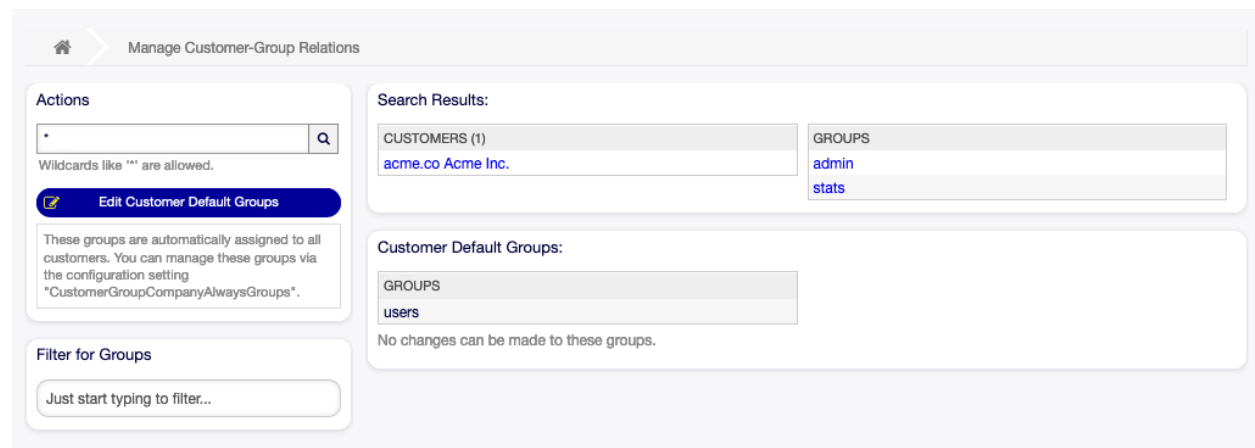 Manage Customer-Group Relations
Actions
*
Wildcards like '*' are allowed.
Edit Customer Default Groups
These groups are automatically assigned to all
customers. You can manage these groups via
the configuration setting
"CustomerGroupCompanyAlwaysGroups".
Filter for Groups
Just start typing to filter...
Search Results:
CUSTOMERS (1)
acme.co Acme Inc.
GROUPS
admin
stats
Customer Default Groups:
GROUPS
users
No changes can be made to these groups.